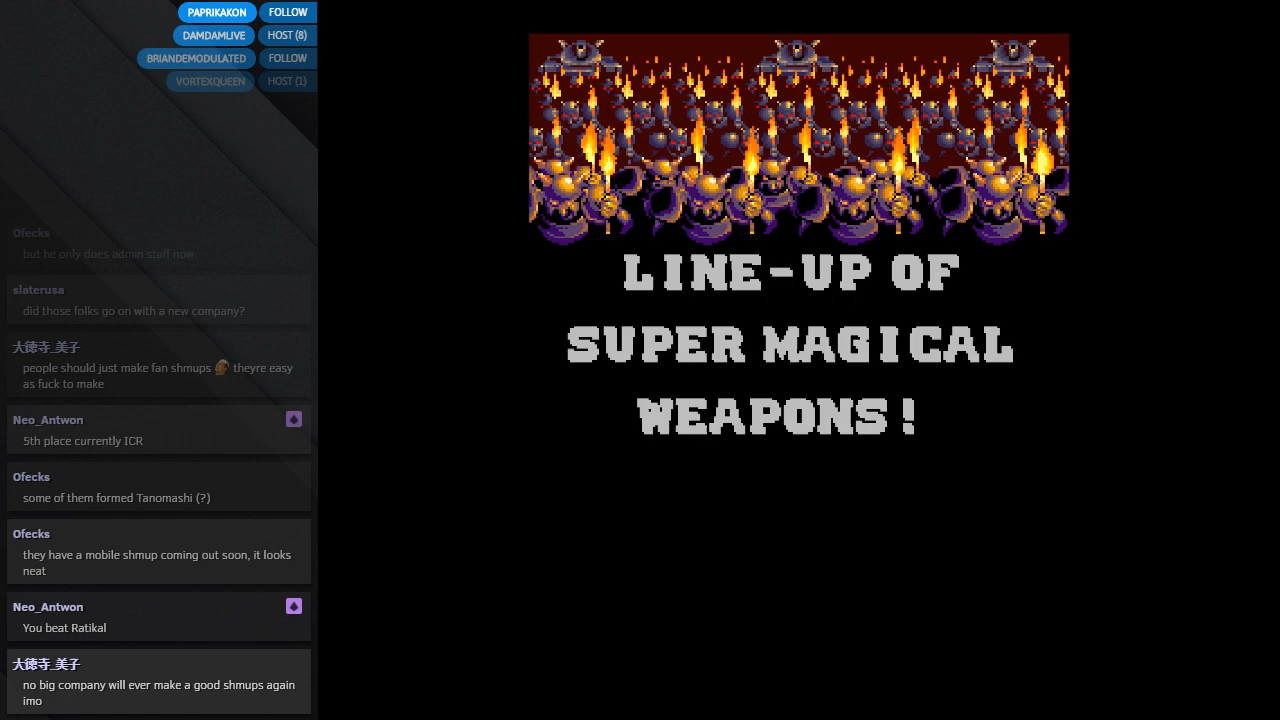 PAPRIKAKON FOLLOW
DAMDAMLIVE HOST (8)
BRIANDEMODULATED FOLLOW
VORTEXQUEEN HOST (1)
Ofecks
but he only does admin stuff now
slaterusa
did those folks go on with a new company?
大徳寺_美子
people should just make fan shmups theyre easy
as fuck to make
Neo_Antwon
5th place currently ICR
Ofecks
some of them formed Tanomashi (?)
Ofecks
they have a mobile shmup coming out soon, it looks
neat
Neo_Antwon
You beat Ratikal
大徳寺_美子
no big company will ever make a good shmups again
imo
LINE-UP OF
SUPER MAGICAL
WEAPONS!